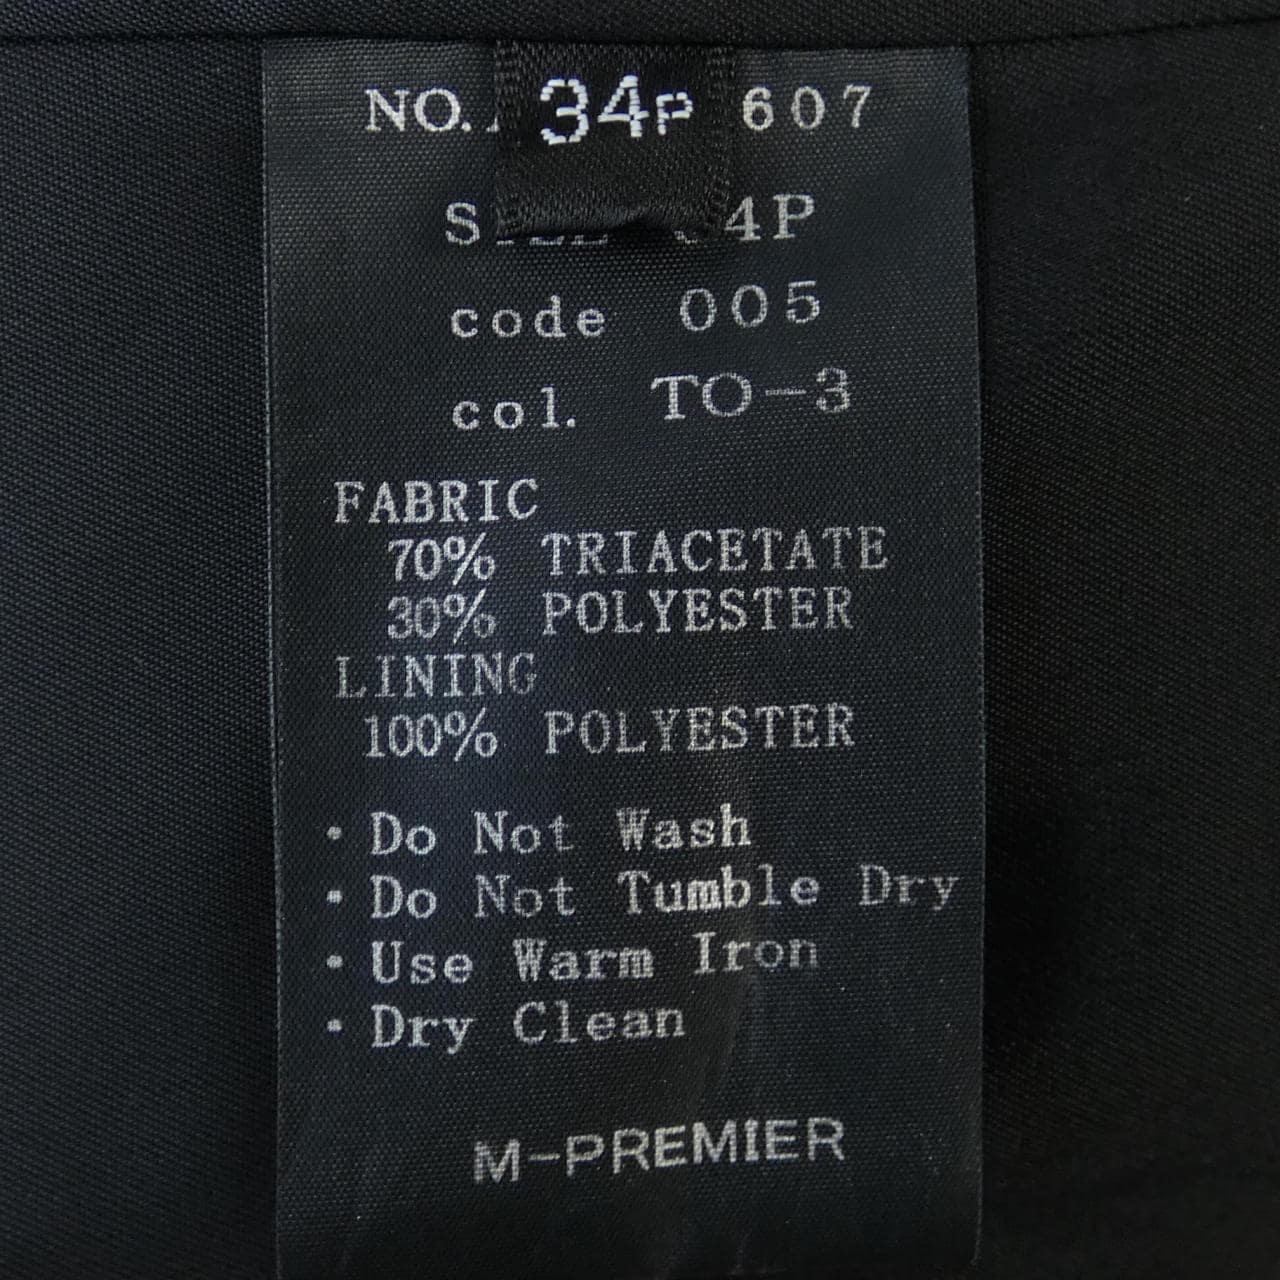 NO. 607
34P
4P
code 005
col. TO-3
FABRIC
70% TRIACETATE
30% POLYESTER
LINING
100% POLYESTER
・Do Not Wash
・Do Not Tumble Dry
・Use Warm Iron
・Dry Clean
M-PREMIER